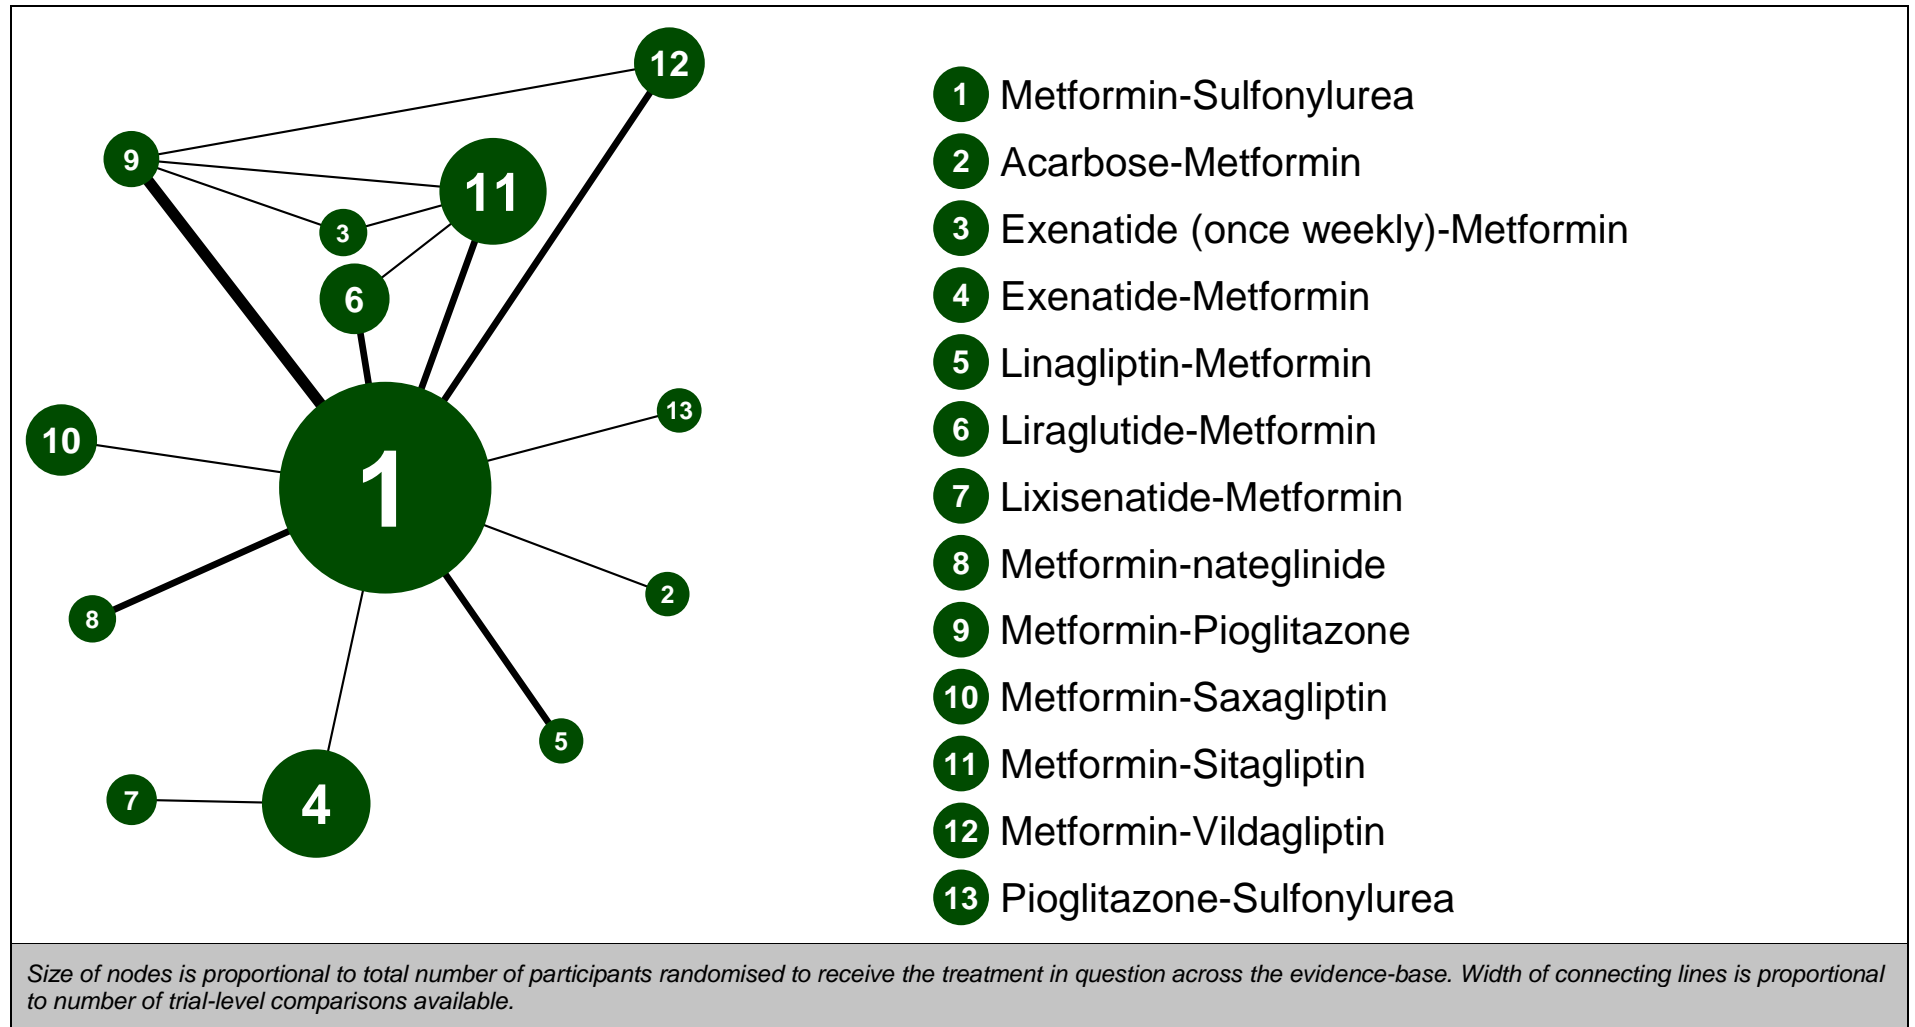 12
9
11
3
6
13
10
1
2
8
5
7
4
1 Metformin-Sulfonylurea
2 Acarbose-Metformin
3 Exenatide (once weekly)-Metformin
4 Exenatide-Metformin
5 Linagliptin-Metformin
6 Liraglutide-Metformin
7 Lixisenatide-Metformin
8 Metformin-nateglinide
9 Metformin-Pioglitazone
10 Metformin-Saxagliptin
11 Metformin-Sitagliptin
12 Metformin-Vildagliptin
13 Pioglitazone-Sulfonylurea
Size of nodes is proportional to total number of participants randomised to receive the treatment in question across the evidence-base. Width of connecting lines is proportional
to number of trial-level comparisons available.